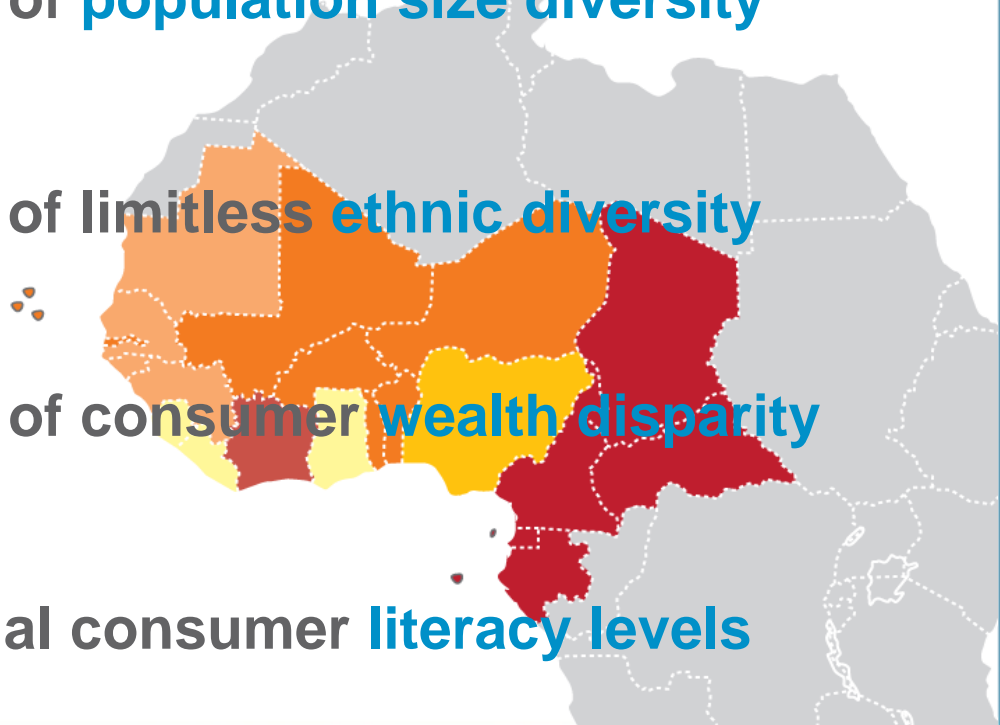 of population size diversity
of limitless ethnic diversity
of consumer wealth disparity
al consumer literacy levels